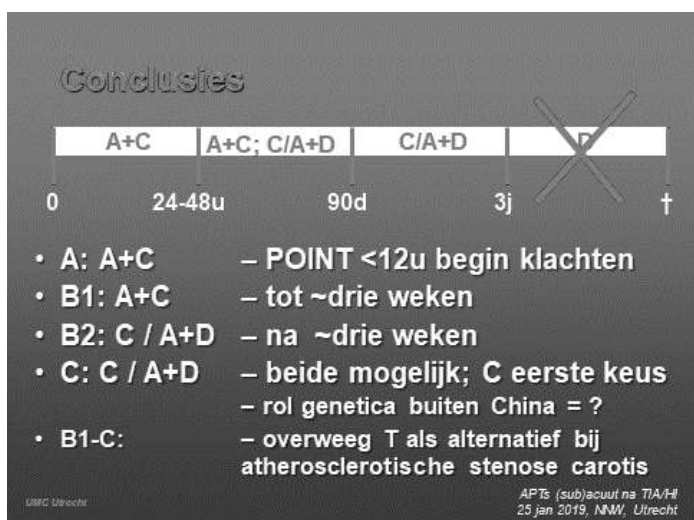 Conclusies
A+C A+C; C/A+D C/A+D D
0 24-48u 90d 3j †
• A: A+C – POINT <12u begin klachten
• B1: A+C – tot ~drie weken
• B2: C / A+D – na ~drie weken
• C: C / A+D – beide mogelijk; C eerste keus
– rol genetica buiten China = ?
• B1-C: – overweeg T als alternatief bij
atherosclerotische stenose carotis
UMC Utrecht
APTs (sub)acuut na TIA/HI
25 jan 2019, NNW, Utrecht